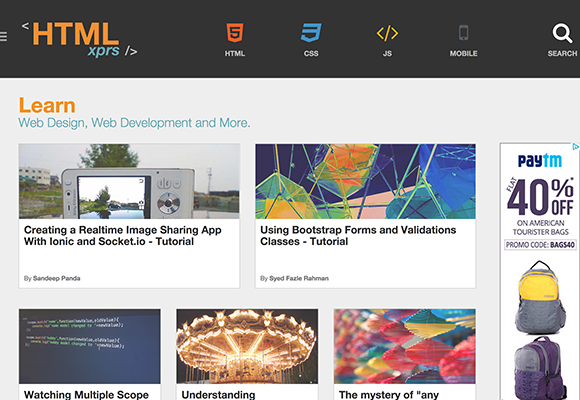 < HTML
xprs />
HTML
CSS
JS
MOBILE
SEARCH
Learn
Web Design, Web Development and More.
Creating a Realtime Image Sharing App
With Ionic and Socket.io - Tutorial
By Sandeep Panda
Using Bootstrap Forms and Validations
Classes - Tutorial
By Syed Fazle Rahman
paytm
FLAT
40%*
OFF
ON AMERICAN
TOURISTER BAGS
PROMO CODE: BAGS40
Watching Multiple Scope
Understanding
The mystery of "any